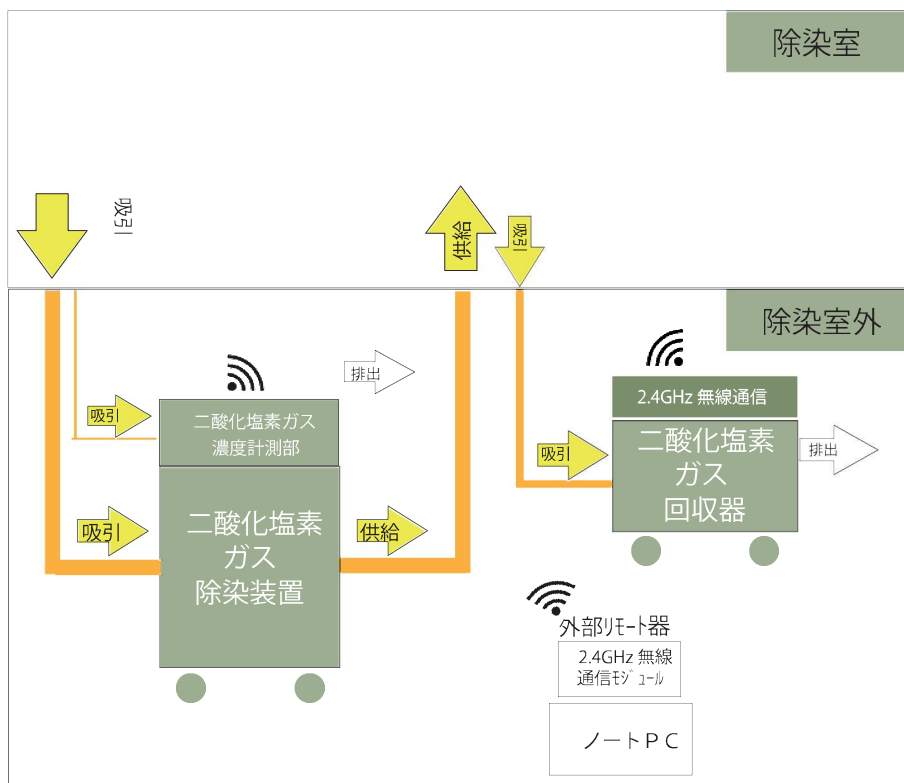 除染室
吸引
供給
吸引
除染室外
排出
2.4GHz 無線通信
吸引
二酸化塩素ガス
濃度計測部
二酸化塩素
ガス
回収器
吸引
排出
吸引
供給
二酸化塩素
ガス
除染装置
外部ﾘﾓｰﾄ器
2.4GHz 無線
通信ﾓｼﾞｭｰﾙ
ノートＰＣ